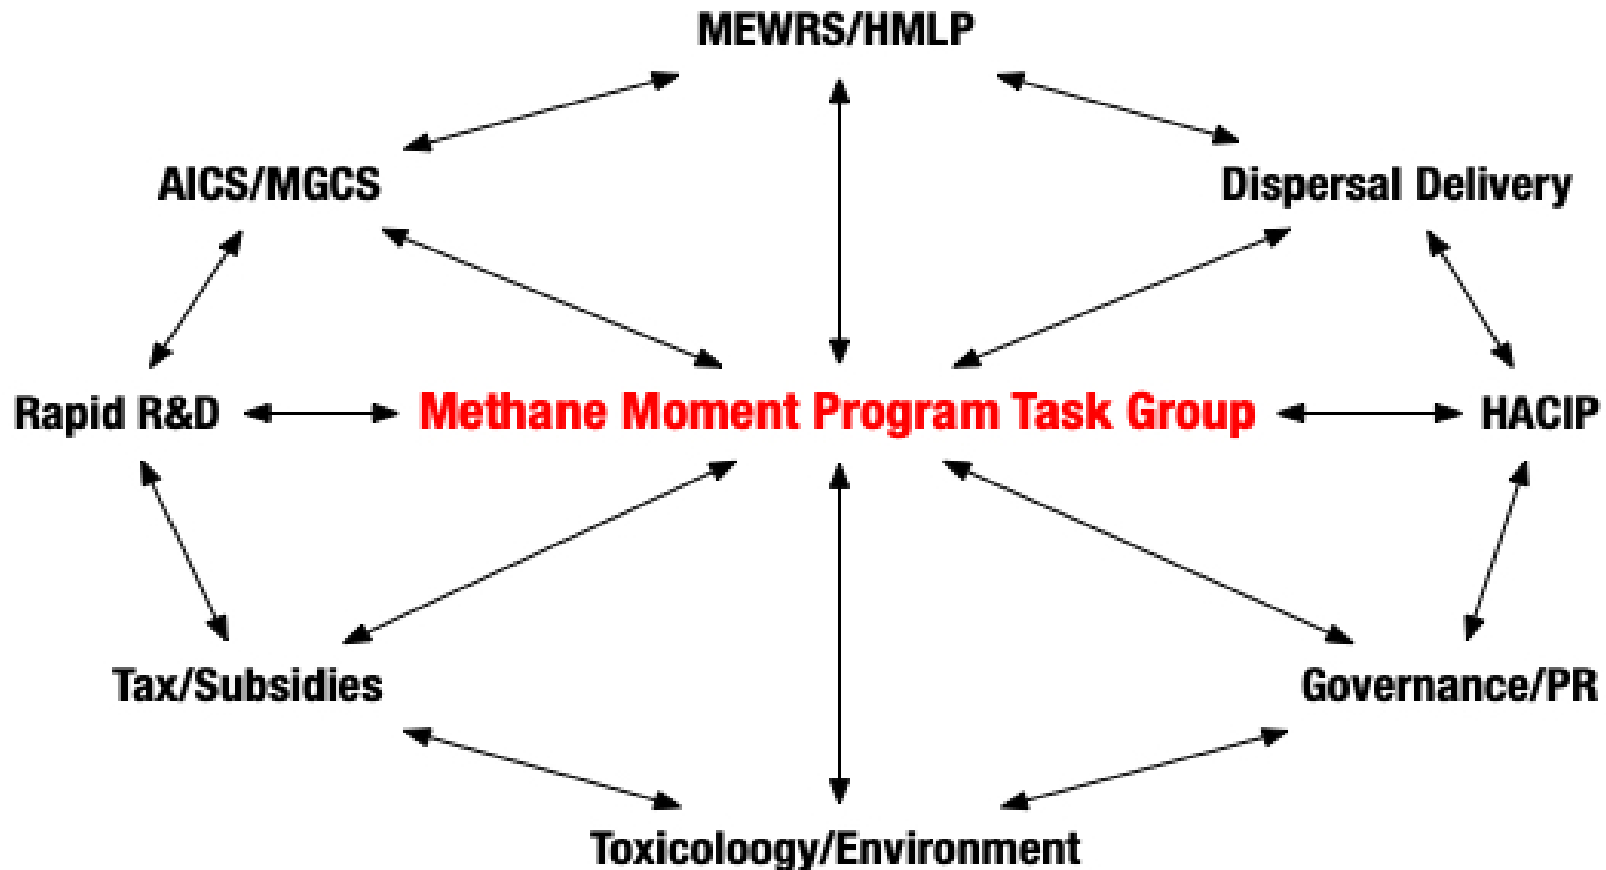 MEWRS/HMLP
AICS/MGCS
Dispersal Delivery
Rapid R&D
Methane Moment Program Task Group
HACIP
Tax/Subsidies
Governance/PR
Toxicoloogy/Environment